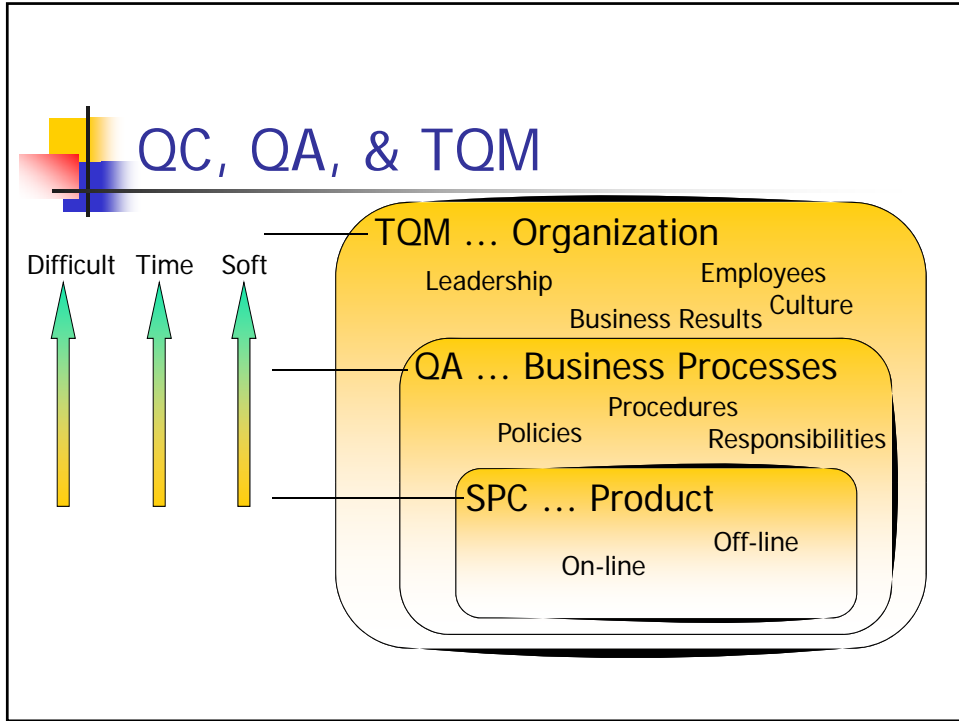 QC, QA, & TQM
TQM … Organization
Difficult Time Soft
Leadership
Employees
Business Results
Culture
QA … Business Processes
Procedures
Policies
Responsibilities
SPC … Product
Off-line
On-line